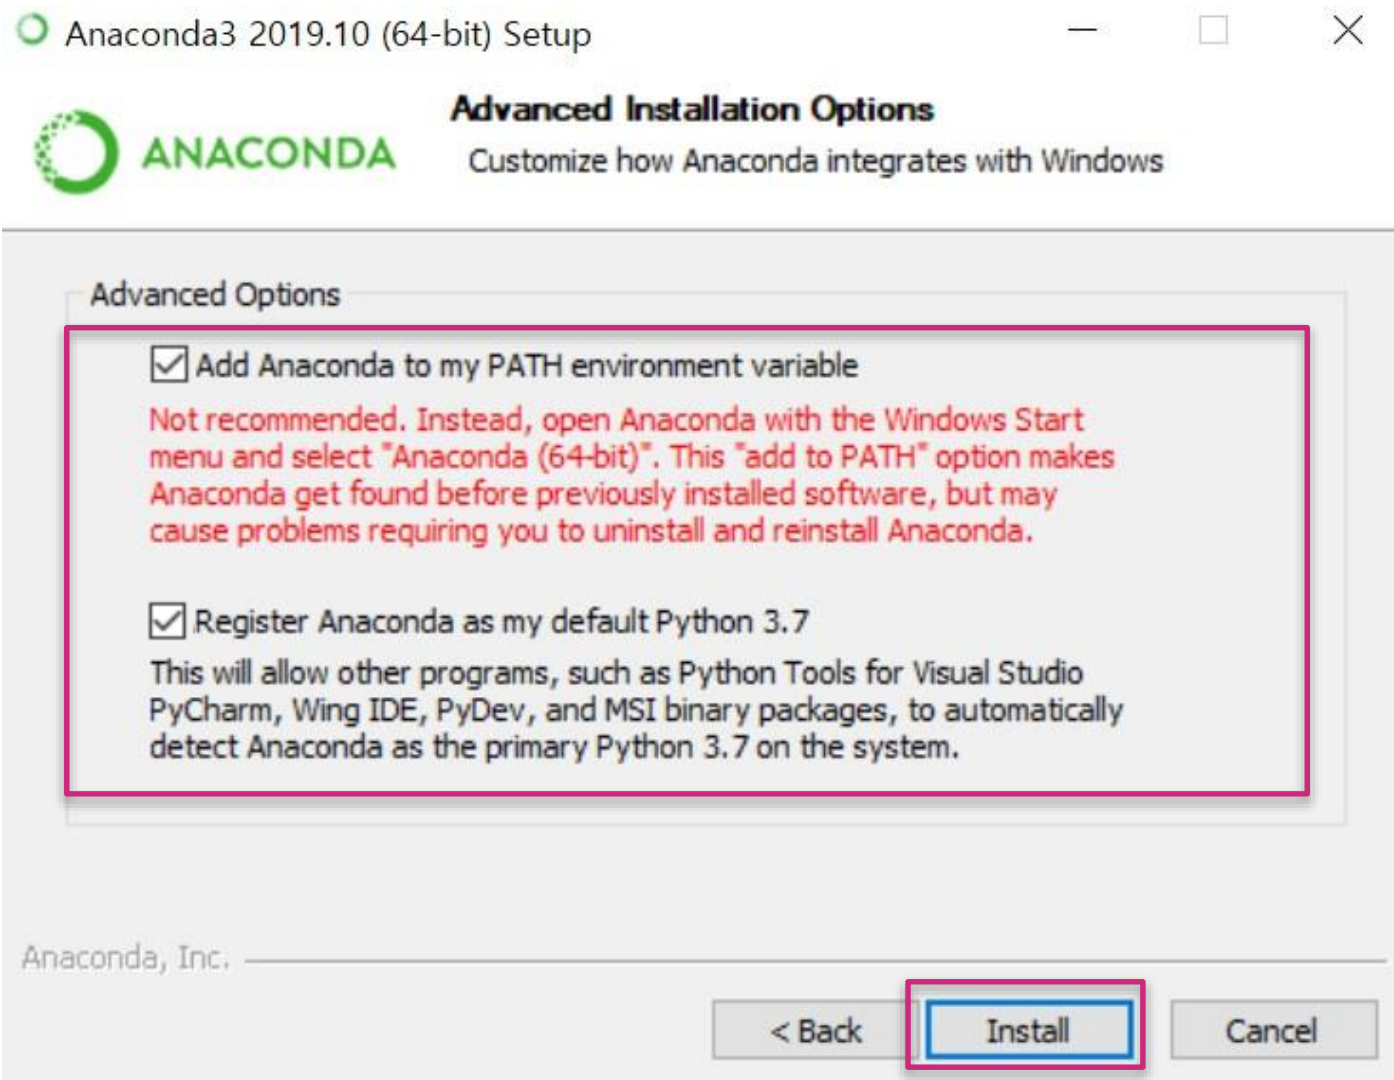 Anaconda3 2019.10 (64-bit) Setup
ANACONDA
Advanced Installation Options
Customize how Anaconda integrates with Windows
Advanced Options
Add Anaconda to my PATH environment variable
Not recommended. Instead, open Anaconda with the Windows Start
menu and select "Anaconda (64-bit)". This "add to PATH" option makes
Anaconda get found before previously installed software, but may
cause problems requiring you to uninstall and reinstall Anaconda.
Register Anaconda as my default Python 3.7
This will allow other programs, such as Python Tools for Visual Studio
PyCharm, Wing IDE, PyDev, and MSI binary packages, to automatically
detect Anaconda as the primary Python 3.7 on the system.
Anaconda, Inc.
< Back
Install
Cancel